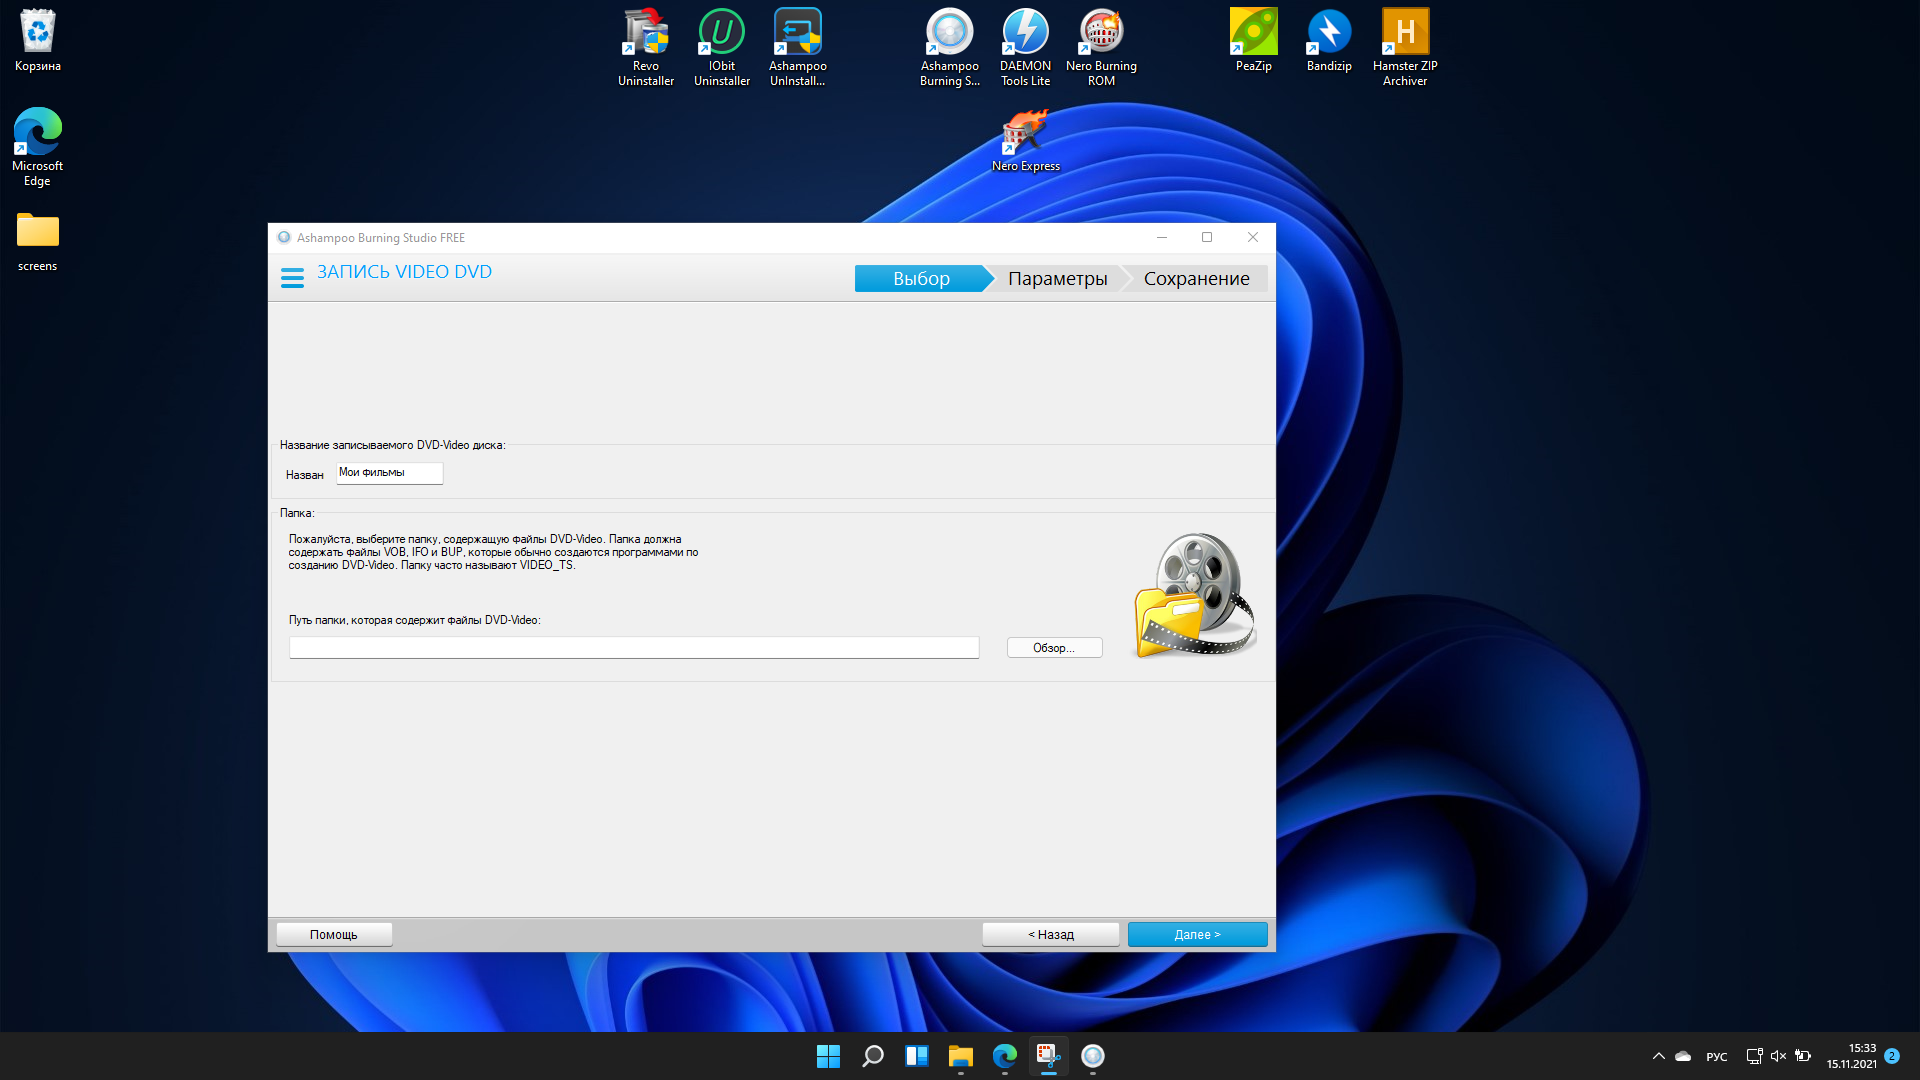 Корзина
Microsoft
Edge
screens
Revo
Uninstaller
IObit
Uninstaller
Ashampoo
UnInstall...
Ashampoo
Burning S...
DAEMON
Tools Lite
Nero Burning
ROM
Nero Express
PeaZip
Bandizip
Hamster ZIP
Archiver
H
Ashampoo Burning Studio FREE
ЗАПИСЬ VIDEO DVD
Выбор
Параметры
Сохранение
Название записываемого DVD-Video диска:
Назван
Мои фильмы
Папка:
Пожалуйста, выберите папку, содержащую файлы DVD-Video. Папка должна
содержать файлы VOB, IFO и BUP, которые обычно создаются программами по
созданию DVD-Video. Папку часто называют VIDEO_TS.
Путь папки, которая содержит файлы DVD-Video:
Обзор...
Помощь
< Назад
Далее >
РУС
15:33
15.11.2021
2